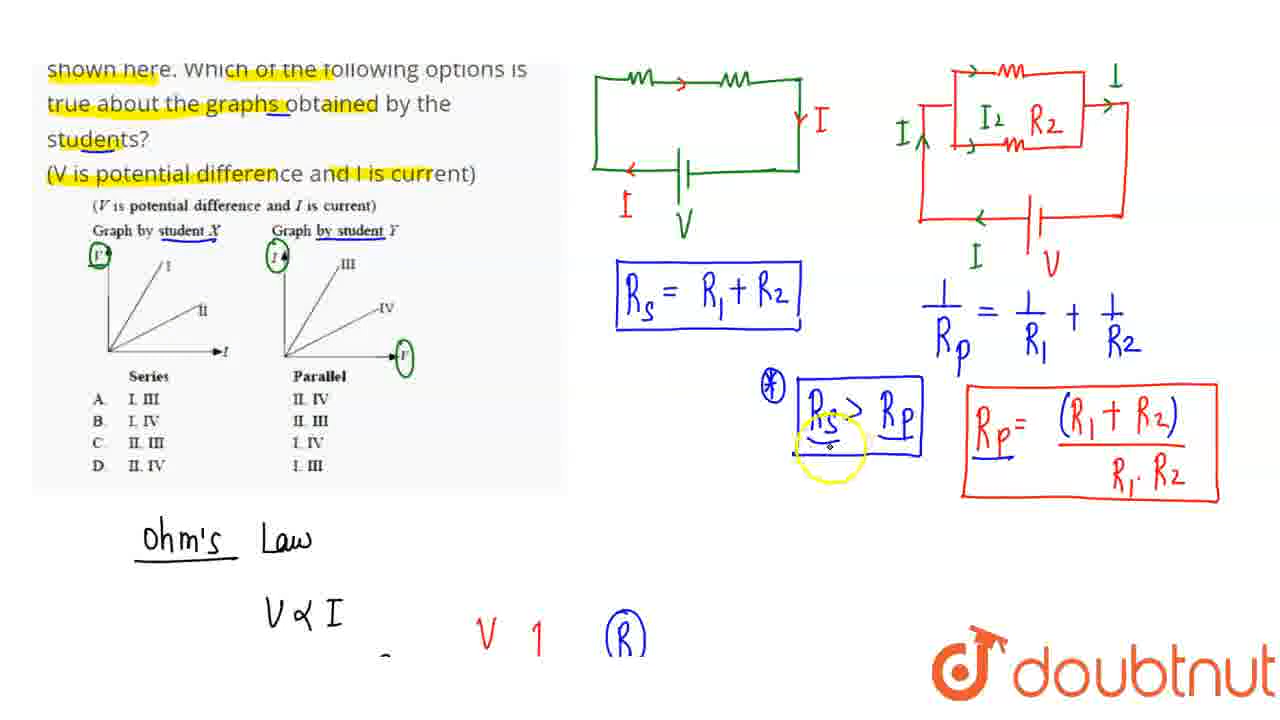 shown here. Which of the following options is
true about the graphs obtained by the
students?
(V is potential difference and I is current)
(V is potential difference and I is current)
Graph by student X Graph by student Y
V I II I
I III IV V
Series Parallel
A. I. III II. IV
B. I. IV II. III
C. II. III I. IV
D. II. IV I. III
I
I
V
Rs = R1 + R2
I
I2 R2
I
I
V
1/Rp = 1/R1 + 1/R2
* Rs > Rp
Rp = (R1 + R2)/R1. R2
Ohm's Law
V ∝ I
V 1 R
doubtnut